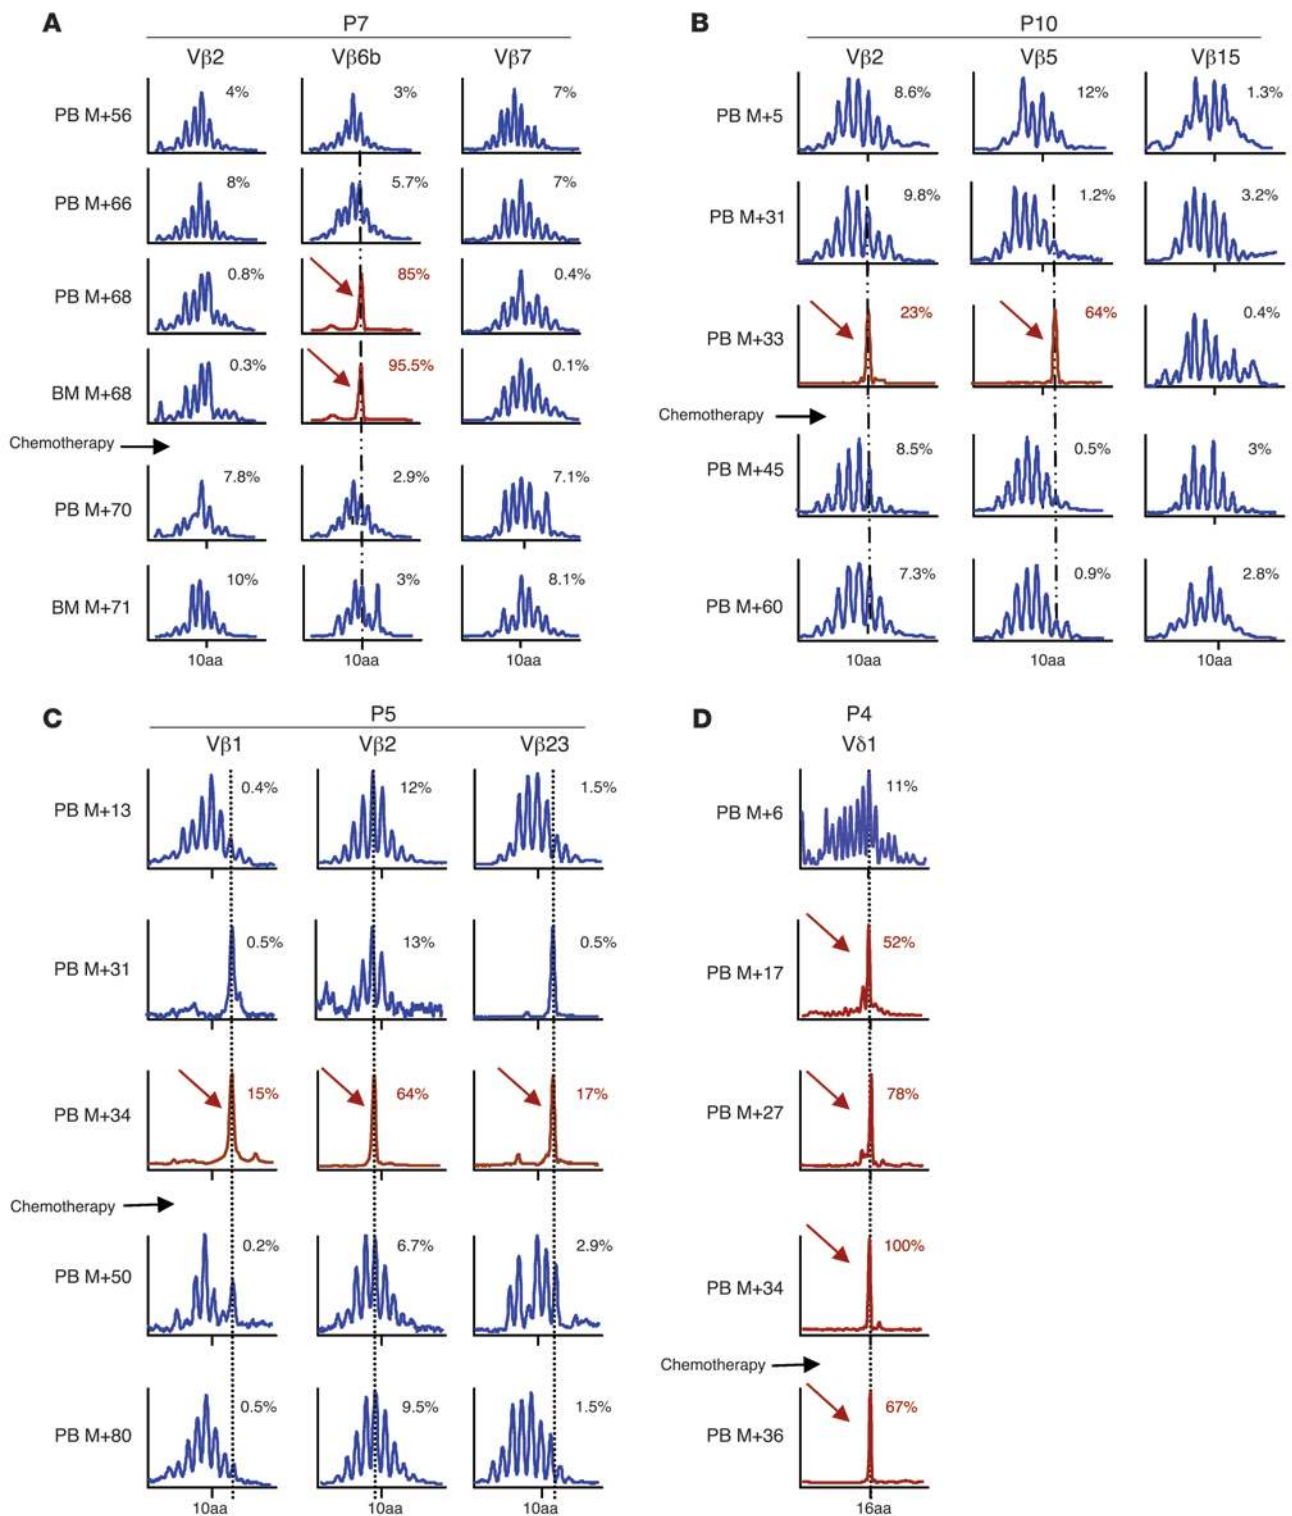 A
P7
Vβ2 Vβ6b Vβ7
PB M+56 4% 3% 7%
PB M+66 8% 5.7% 7%
PB M+68 0.8% 85% 0.4%
BM M+68 0.3% 95.5% 0.1%
Chemotherapy
PB M+70 7.8% 2.9% 7.1%
BM M+71 10% 3% 8.1%
10aa 10aa 10aa
B
P10
Vβ2 Vβ5 Vβ15
PB M+5 8.6% 12% 1.3%
PB M+31 9.8% 1.2% 3.2%
PB M+33 23% 64% 0.4%
Chemotherapy
PB M+45 8.5% 0.5% 3%
PB M+60 7.3% 0.9% 2.8%
10aa 10aa 10aa
C
P5
Vβ1 Vβ2 Vβ23
PB M+13 0.4% 12% 1.5%
PB M+31 0.5% 13% 0.5%
PB M+34 15% 64% 17%
Chemotherapy
PB M+50 0.2% 6.7% 2.9%
PB M+80 0.5% 9.5% 1.5%
10aa 10aa 10aa
D
P4
Vδ1
PB M+6 11%
PB M+17 52%
PB M+27 78%
PB M+34 100%
Chemotherapy
PB M+36 67%
16aa